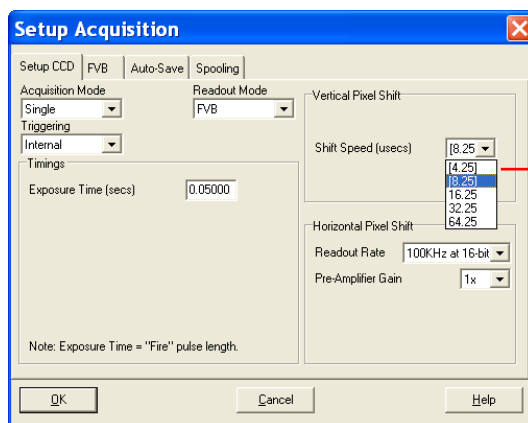 Setup Acquisition
Setup CCD FVB Auto-Save Spooling
Acquisition Mode
Single
Readout Mode
FVB
Triggering
Internal
Timings
Exposure Time (secs) 0.05000
Note: Exposure Time = "Fire" pulse length.
Vertical Pixel Shift
Shift Speed (usecs) [8.25
[4.25]
[8.25]
16.25
32.25
64.25
Horizontal Pixel Shift
Readout Rate 100KHz at 16-bit
Pre-Amplifier Gain 1x
OK Cancel Help